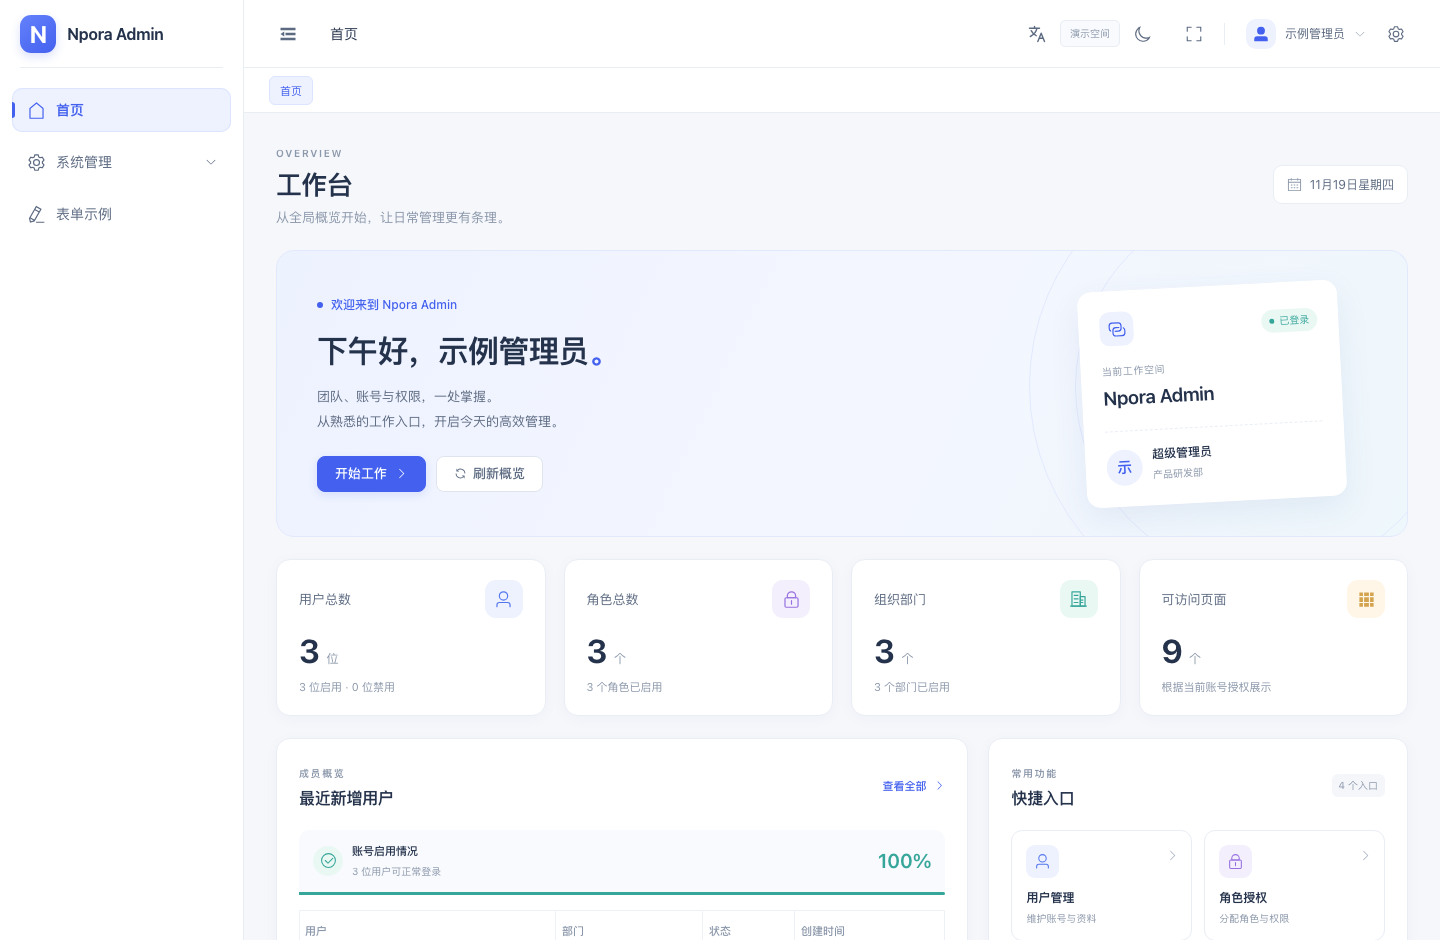 N Npora Admin
首页
系统管理
表单示例
首页
演示空间
示例管理员
首页
OVERVIEW
工作台
从全局概览开始，让日常管理更有条理。
11月19日星期四
欢迎来到 Npora Admin
下午好，示例管理员。
团队、账号与权限，一处掌握。
从熟悉的工作入口，开启今天的高效管理。
开始工作
刷新概览
已登录
当前工作空间
Npora Admin
示
超级管理员
产品研发部
用户总数
3 位
3 位启用 · 0 位禁用
角色总数
3 个
3 个角色已启用
组织部门
3 个
3 个部门已启用
可访问页面
9 个
根据当前账号授权展示
成员概览
最近新增用户
查看全部
账号启用情况
3 位用户可正常登录
100%
用户 部门 状态 创建时间
常用功能
快捷入口
4 个入口
用户管理
维护账号与资料
角色授权
分配角色与权限